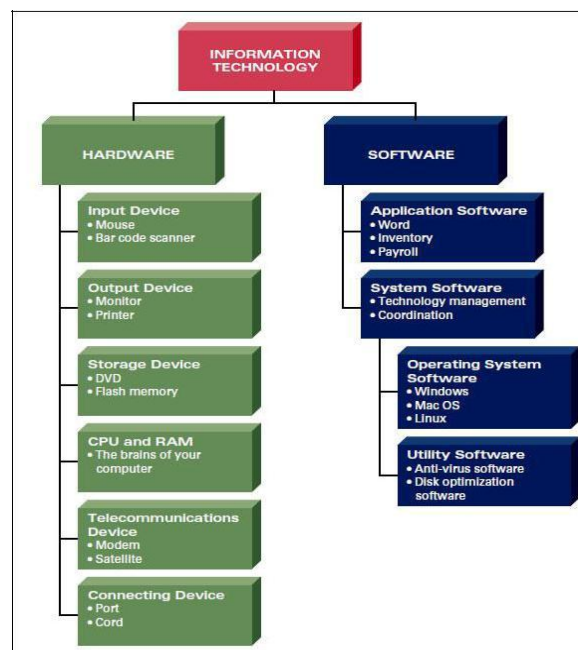 INFORMATION
TECHNOLOGY
HARDWARE
Input Device
• Mouse
• Bar code scanner
Output Device
• Monitor
• Printer
Storage Device
• DVD
• Flash memory
CPU and RAM
• The brains of your
computer
Telecommunications
Device
• Modem
• Satellite
Connecting Device
• Port
• Cord
SOFTWARE
Application Software
• Word
• Inventory
• Payroll
System Software
• Technology management
• Coordination
Operating System
Software
• Windows
• Mac OS
• Linux
Utility Software
• Anti-virus software
• Disk optimization
software